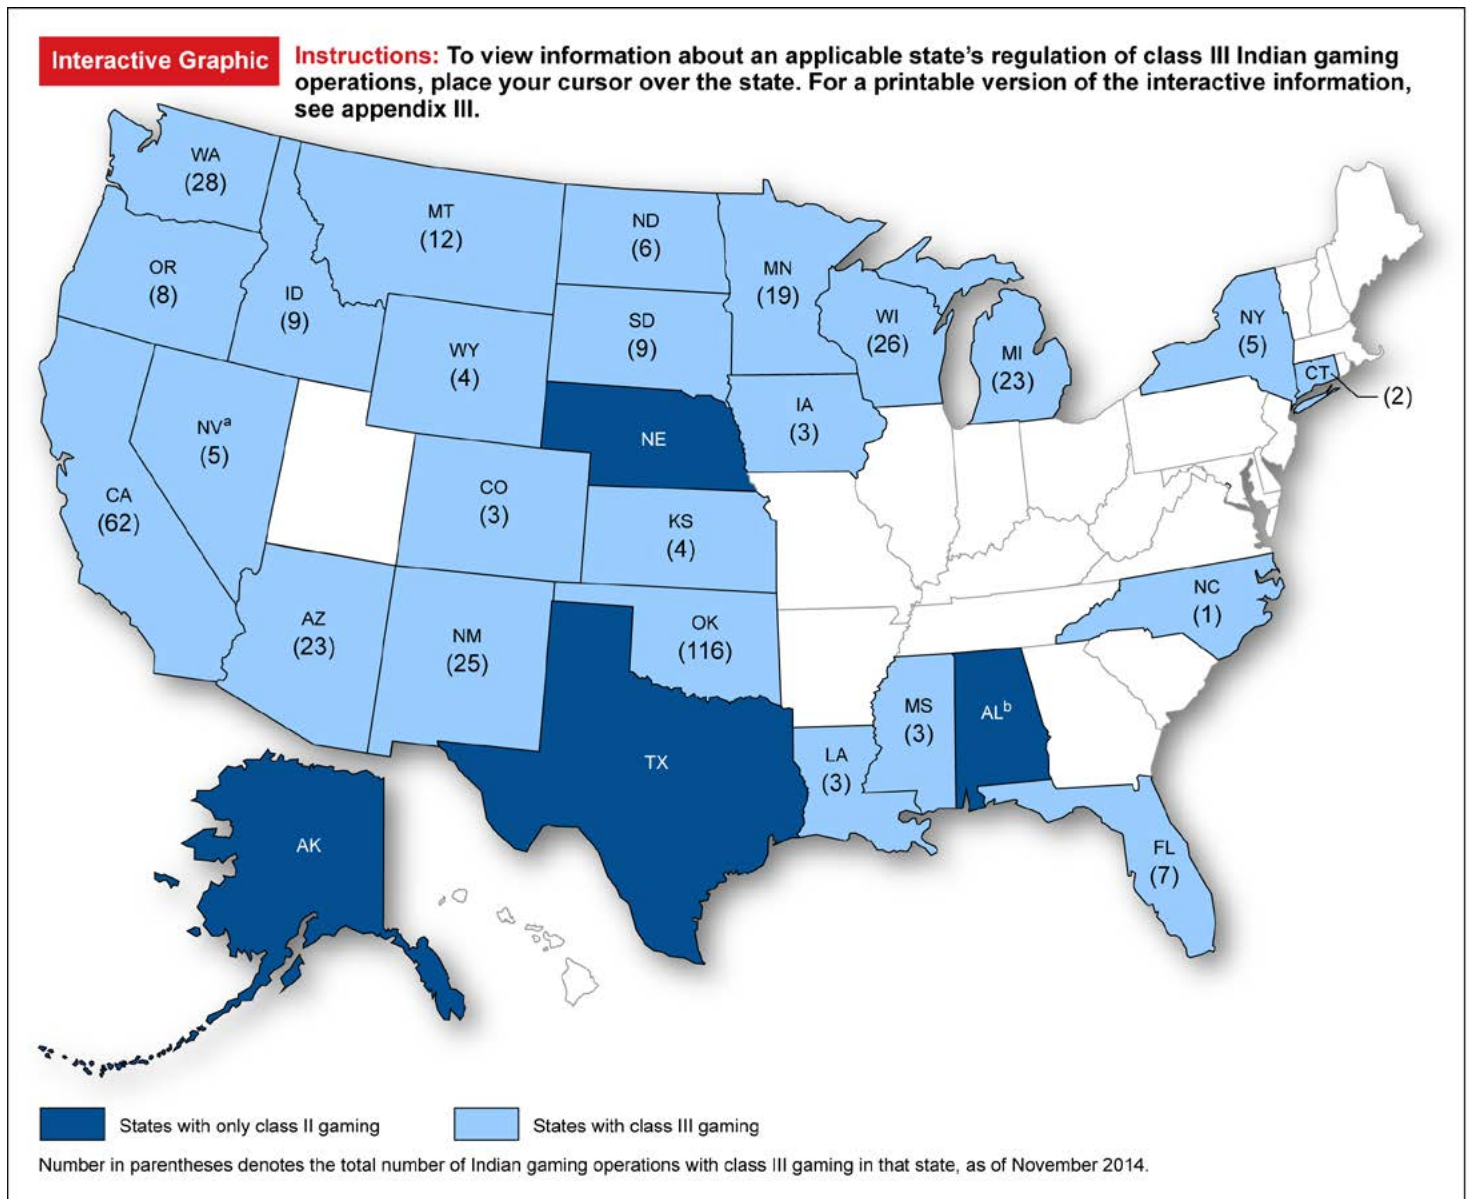 Interactive Graphic
Instructions: To view information about an applicable state's regulation of class III Indian gaming
operations, place your cursor over the state. For a printable version of the interactive information,
see appendix III.
WA
(28)
MT
(12)
ND
(6)
MN
(19)
OR
(8)
ID
(9)
WY
(4)
SD
(9)
WI
(26)
MI
(23)
NY
(5)
CT
(2)
NVa
(5)
NE
IA
(3)
CA
(62)
CO
(3)
KS
(4)
AZ
(23)
NM
(25)
OK
(116)
NC
(1)
TX
LA
(3)
MS
(3)
ALb
AK
FL
(7)
States with only class II gaming
States with class III gaming
Number in parentheses denotes the total number of Indian gaming operations with class III gaming in that state, as of November 2014.